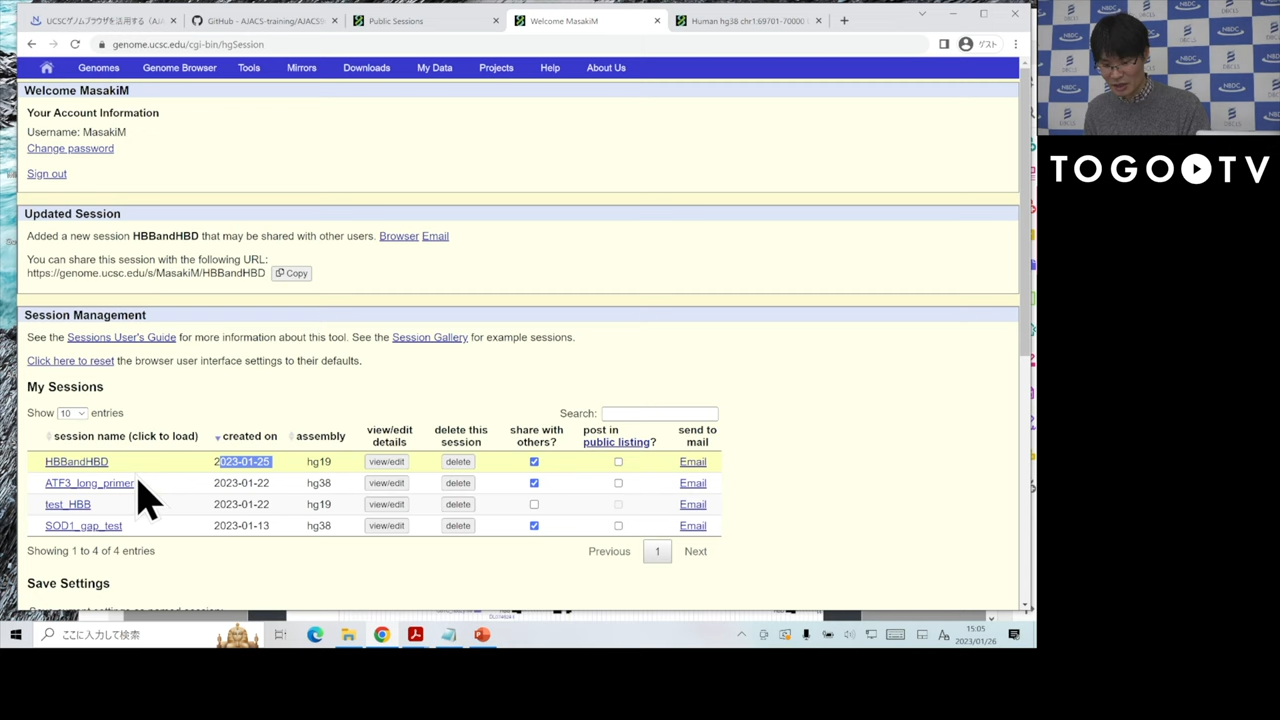 UCSCゲノムブラウザを活用する（AJA
GitHub - AJACS-training/AJACS9
Public Sessions
Welcome MasakiM
Human hg38 chr1:69701-70000
genome.ucsc.edu/cgi-bin/hgSession
ゲスト
Genomes Genome Browser Tools Mirrors Downloads My Data Projects Help About Us
Welcome MasakiM
Your Account Information
Username: MasakiM
Change password
Sign out
Updated Session
Added a new session HBBandHBD that may be shared with other users. Browser Email
You can share this session with the following URL:
https://genome.ucsc.edu/s/MasakiM/HBBandHBD Copy
Session Management
See the Sessions User's Guide for more information about this tool. See the Session Gallery for example sessions.
Click here to reset the browser user interface settings to their defaults.
My Sessions
Show 10 entries Search:
session name (click to load) created on assembly view/edit details delete this session share with others? post in public listing? send to mail
HBBandHBD 2023-01-25 hg19 view/edit delete Email
ATF3_long_primer 2023-01-22 hg38 view/edit delete Email
test_HBB 2023-01-22 hg19 view/edit delete Email
SOD1_gap_test 2023-01-13 hg38 view/edit delete Email
Showing 1 to 4 of 4 entries Previous 1 Next
Save Settings
ここに入力して検索
15:05
2023/01/26
NBDC
DBCLS
TOGO TV